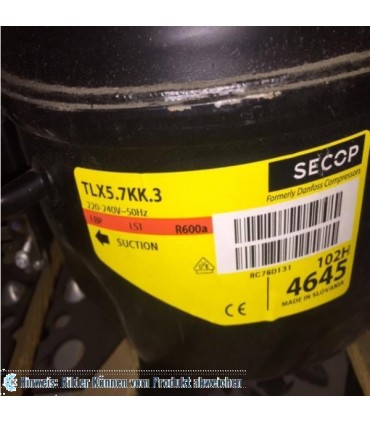 SECOP
Formerly Danfoss Compressors
TLX5.7KK.3
220-240V~50Hz
LBP LST R600a
SUCTION
RC76D131
102H
4645
MADE IN SLOVAKIA
CE
Hinweis: Bilder Können vom Produkt abweichen